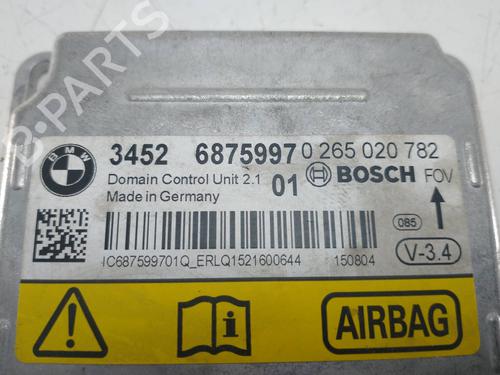 B-PARTS
BMW
3452 6875997 0 265 020 782
Domain Control Unit 2.1 01 BOSCH FOV
Made in Germany
085
IC687599701Q_ERLQ1521600644 150804
V-3.4
AIRBAG